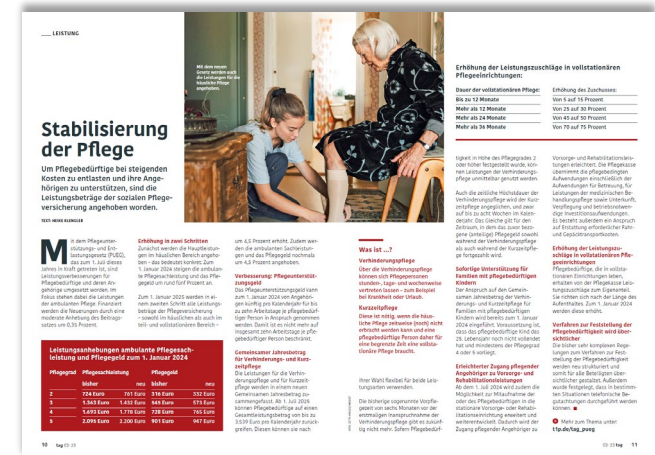 ___ LEISTUNG
Mit dem neuen
Gesetz werden auch
die Leistungen für die
häusliche Pflege
angehoben.
Stabilisierung
der Pflege
Um Pflegebedürftige bei steigenden
Kosten zu entlasten und ihre Ange-
hörigen zu unterstützen, sind die
Leistungsbeträge der sozialen Pflege-
versicherung angehoben worden.
TEXT: HEIKE KLENGLER
Mit dem Pflegeunter-
stützungs- und Ent-
lastungsgesetz (PUEG),
das zum 1. Juli dieses
Jahres in Kraft getreten ist, sind
Leistungsverbesserungen für
Pflegebedürftige und deren An-
gehörige umgesetzt worden. Im
Fokus stehen dabei die Leistungen
der ambulanten Pflege. Finanziert
werden die Neuerungen durch eine
moderate Anhebung des Beitrags-
satzes um 0,35 Prozent.
Erhöhung in zwei Schritten
Zunächst werden die Hauptleistun-
gen im häuslichen Bereich angeho-
ben – das bedeutet konkret: Zum
1. Januar 2024 steigen die ambulan-
te Pflegesachleistung und das Pfle-
gegeld um rund fünf Prozent an.
Zum 1. Januar 2025 werden in ei-
nem zweiten Schritt alle Leistungs-
beträge der Pflegeversicherung
– sowohl im häuslichen als auch im
teil- und vollstationären Bereich –
um 4,5 Prozent erhöht. Zudem wer-
den die ambulanten Sachleistun-
gen und das Pflegegeld nochmals
um 4,5 Prozent angehoben.
Verbesserung: Pflegeunterstüt-
zungsgeld
Das Pflegeunterstützungsgeld kann
zum 1. Januar 2024 von Angehöri-
gen künftig pro Kalenderjahr für bis
zu zehn Arbeitstage je pflegebedürf-
tiger Person in Anspruch genommen
werden. Damit ist es nicht mehr auf
insgesamt zehn Arbeitstage je pfle-
gebedürftiger Person beschränkt.
Gemeinsamer Jahresbetrag
für Verhinderungs- und Kurz-
zeitpflege
Die Leistungen für die Verhin-
derungspflege und für Kurzzeit-
pflege werden in einem neuen
Gemeinsamen Jahresbetrag zu-
sammengefasst. Ab 1. Juli 2025
können Pflegebedürftige auf einen
Gesamtleistungsbetrag von bis zu
3.539 Euro pro Kalenderjahr zurück-
greifen. Diesen können sie nach
Leistungsanhebungen ambulante Pflegesach-
leistung und Pflegegeld zum 1. Januar 2024
Pflegegrad Pflegesachleistung Pflegegeld
bisher neu bisher neu
2 724 Euro 761 Euro 316 Euro 332 Euro
3 1.363 Euro 1.432 Euro 545 Euro 573 Euro
4 1.693 Euro 1.778 Euro 728 Euro 765 Euro
5 2.095 Euro 2.200 Euro 901 Euro 947 Euro
Was ist …?
Verhinderungspflege
Über die Verhinderungspflege
können sich Pflegepersonen
stunden-, tage- und wochenweise
vertreten lassen – zum Beispiel
bei Krankheit oder Urlaub.
Kurzzeitpflege
Diese ist nötig, wenn die häus-
liche Pflege zeitweise (noch) nicht
erbracht werden kann und eine
pflegebedürftige Person daher für
eine begrenzte Zeit eine vollsta-
tionäre Pflege braucht.
ihrer Wahl flexibel für beide Leis-
tungsarten verwenden.
Die bisherige sogenannte Vorpfle-
gezeit von sechs Monaten vor der
erstmaligen Inanspruchnahme der
Verhinderungspflege gibt es zukünf-
tig nicht mehr. Sofern Pflegebedürf-
Erhöhung der Leistungszuschläge in vollstationären
Pflegeeinrichtungen:
Dauer der vollstationären Pflege: Erhöhung des Zuschusses:
Bis zu 12 Monate Von 5 auf 15 Prozent
Mehr als 12 Monate Von 25 auf 30 Prozent
Mehr als 24 Monate Von 45 auf 50 Prozent
Mehr als 36 Monate Von 70 auf 75 Prozent
tigkeit in Höhe des Pflegegrades 2
oder höher festgestellt wurde, kön-
nen Leistungen der Verhinderungs-
pflege unmittelbar genutzt werden.
Auch die zeitliche Höchstdauer der
Verhinderungspflege wird der Kurz-
zeitpflege angeglichen, und zwar
auf bis zu acht Wochen im Kalen-
derjahr. Das Gleiche gilt für den
Zeitraum, in dem das zuvor bezo-
gene (anteilige) Pflegegeld sowohl
während der Verhinderungspflege
als auch während der Kurzzeitpfle-
ge fortgezahlt wird.
Sofortige Unterstützung für
Familien mit pflegebedürftigen
Kindern
Der Anspruch auf den Gemein-
samen Jahresbetrag der Verhin-
derungs- und Kurzzeitpflege für
Familien mit pflegebedürftigen
Kindern wird bereits zum 1. Januar
2024 eingeführt. Voraussetzung ist,
dass das pflegebedürftige Kind das
25. Lebensjahr noch nicht vollendet
hat und mindestens der Pflegegrad
4 oder 5 vorliegt.
Erleichterter Zugang pflegender
Angehöriger zu Vorsorge- und
Rehabilitationsleistungen
Ab dem 1. Juli 2024 wird zudem die
Möglichkeit zur Mitaufnahme der
oder des Pflegebedürftigen in die
stationäre Vorsorge- oder Rehabi-
litationseinrichtung erweitert und
weiterentwickelt. Dadurch wird der
Zugang pflegender Angehöriger zu
Vorsorge- und Rehabilitationsleis-
tungen erleichtert. Die Pflegekasse
übernimmt die pflegebedingten
Aufwendungen einschließlich der
Aufwendungen für Betreuung, für
Leistungen der medizinischen Be-
handlungspflege sowie Unterkunft,
Verpflegung und betriebsnotwen-
dige Investitionsaufwendungen.
Es besteht außerdem ein Anspruch
auf Erstattung erforderlicher Fahr-
und Gepäcktransportkosten.
Erhöhung der Leistungszu-
schläge in vollstationären Pfle-
geeinrichtungen
Pflegebedürftige, die in vollsta-
tionären Einrichtungen leben,
erhalten von der Pflegekasse Leis-
tungszuschläge zum Eigenanteil.
Sie richten sich nach der Länge des
Aufenthaltes. Zum 1. Januar 2024
werden diese erhöht.
Verfahren zur Feststellung der
Pflegebedürftigkeit wird über-
sichtlicher
Die bisher sehr komplexen Rege-
lungen zum Verfahren zur Fest-
stellung der Pflegebedürftigkeit
werden neu strukturiert und
somit für alle Beteiligten über-
sichtlicher gestaltet. Außerdem
wurde festgelegt, dass in bestimm-
ten Situationen telefonische Be-
gutachtungen durchgeführt werden
können.
Mehr zum Thema unter:
t1p.de/tag_pueg
10 tag 03·23
03·23 tag 11